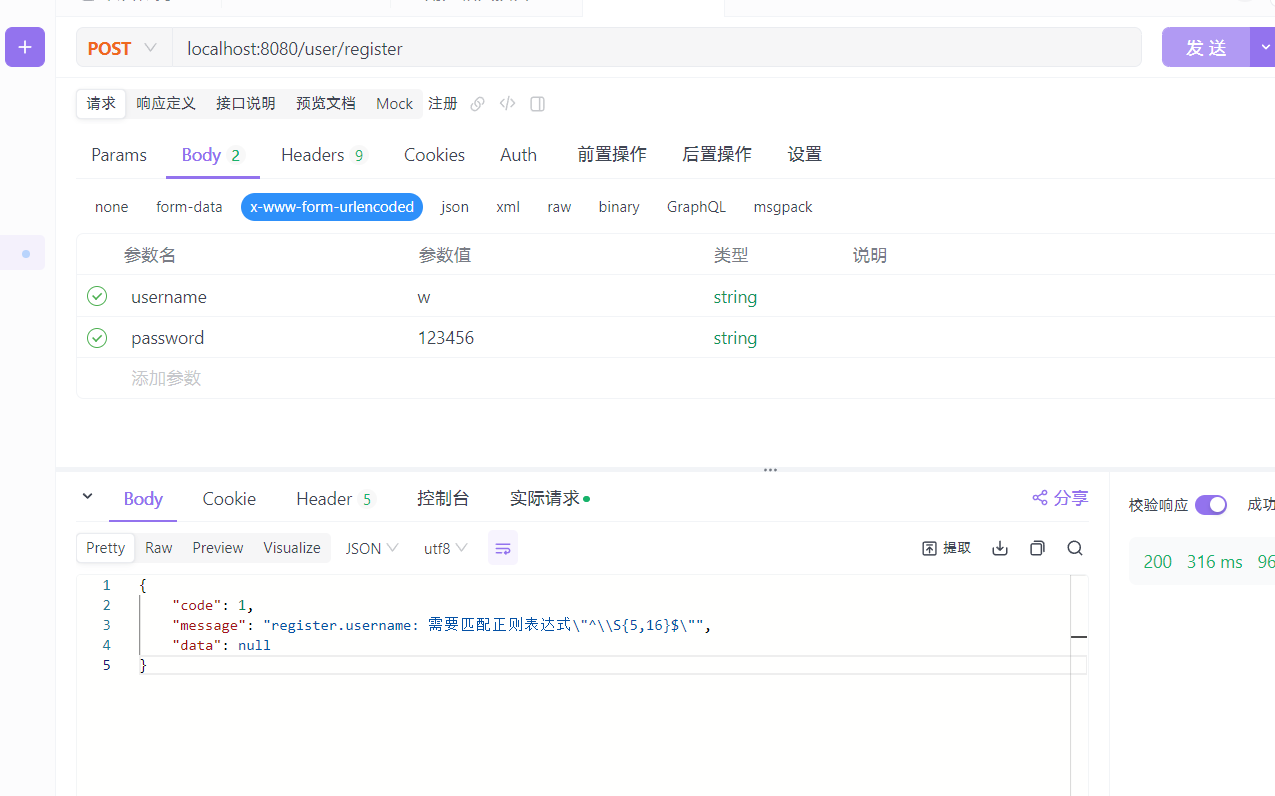 POST localhost:8080/user/register 发 送
请求 响应定义 接口说明 预览文档 Mock 注册
Params Body 2 Headers 9 Cookies Auth 前置操作 后置操作 设置
none form-data x-www-form-urlencoded json xml raw binary GraphQL msgpack
参数名 参数值 类型 说明
username w string
password 123456 string
添加参数
Body Cookie Header 5 控制台 实际请求 分享 校验响应 成功
Pretty Raw Preview Visualize JSON utf8 提取
200 316 ms 96
1 {
2 "code": 1,
3 "message": "register.username: 需要匹配正则表达式\"^\\S{5,16}$\"",
4 "data": null
5 }